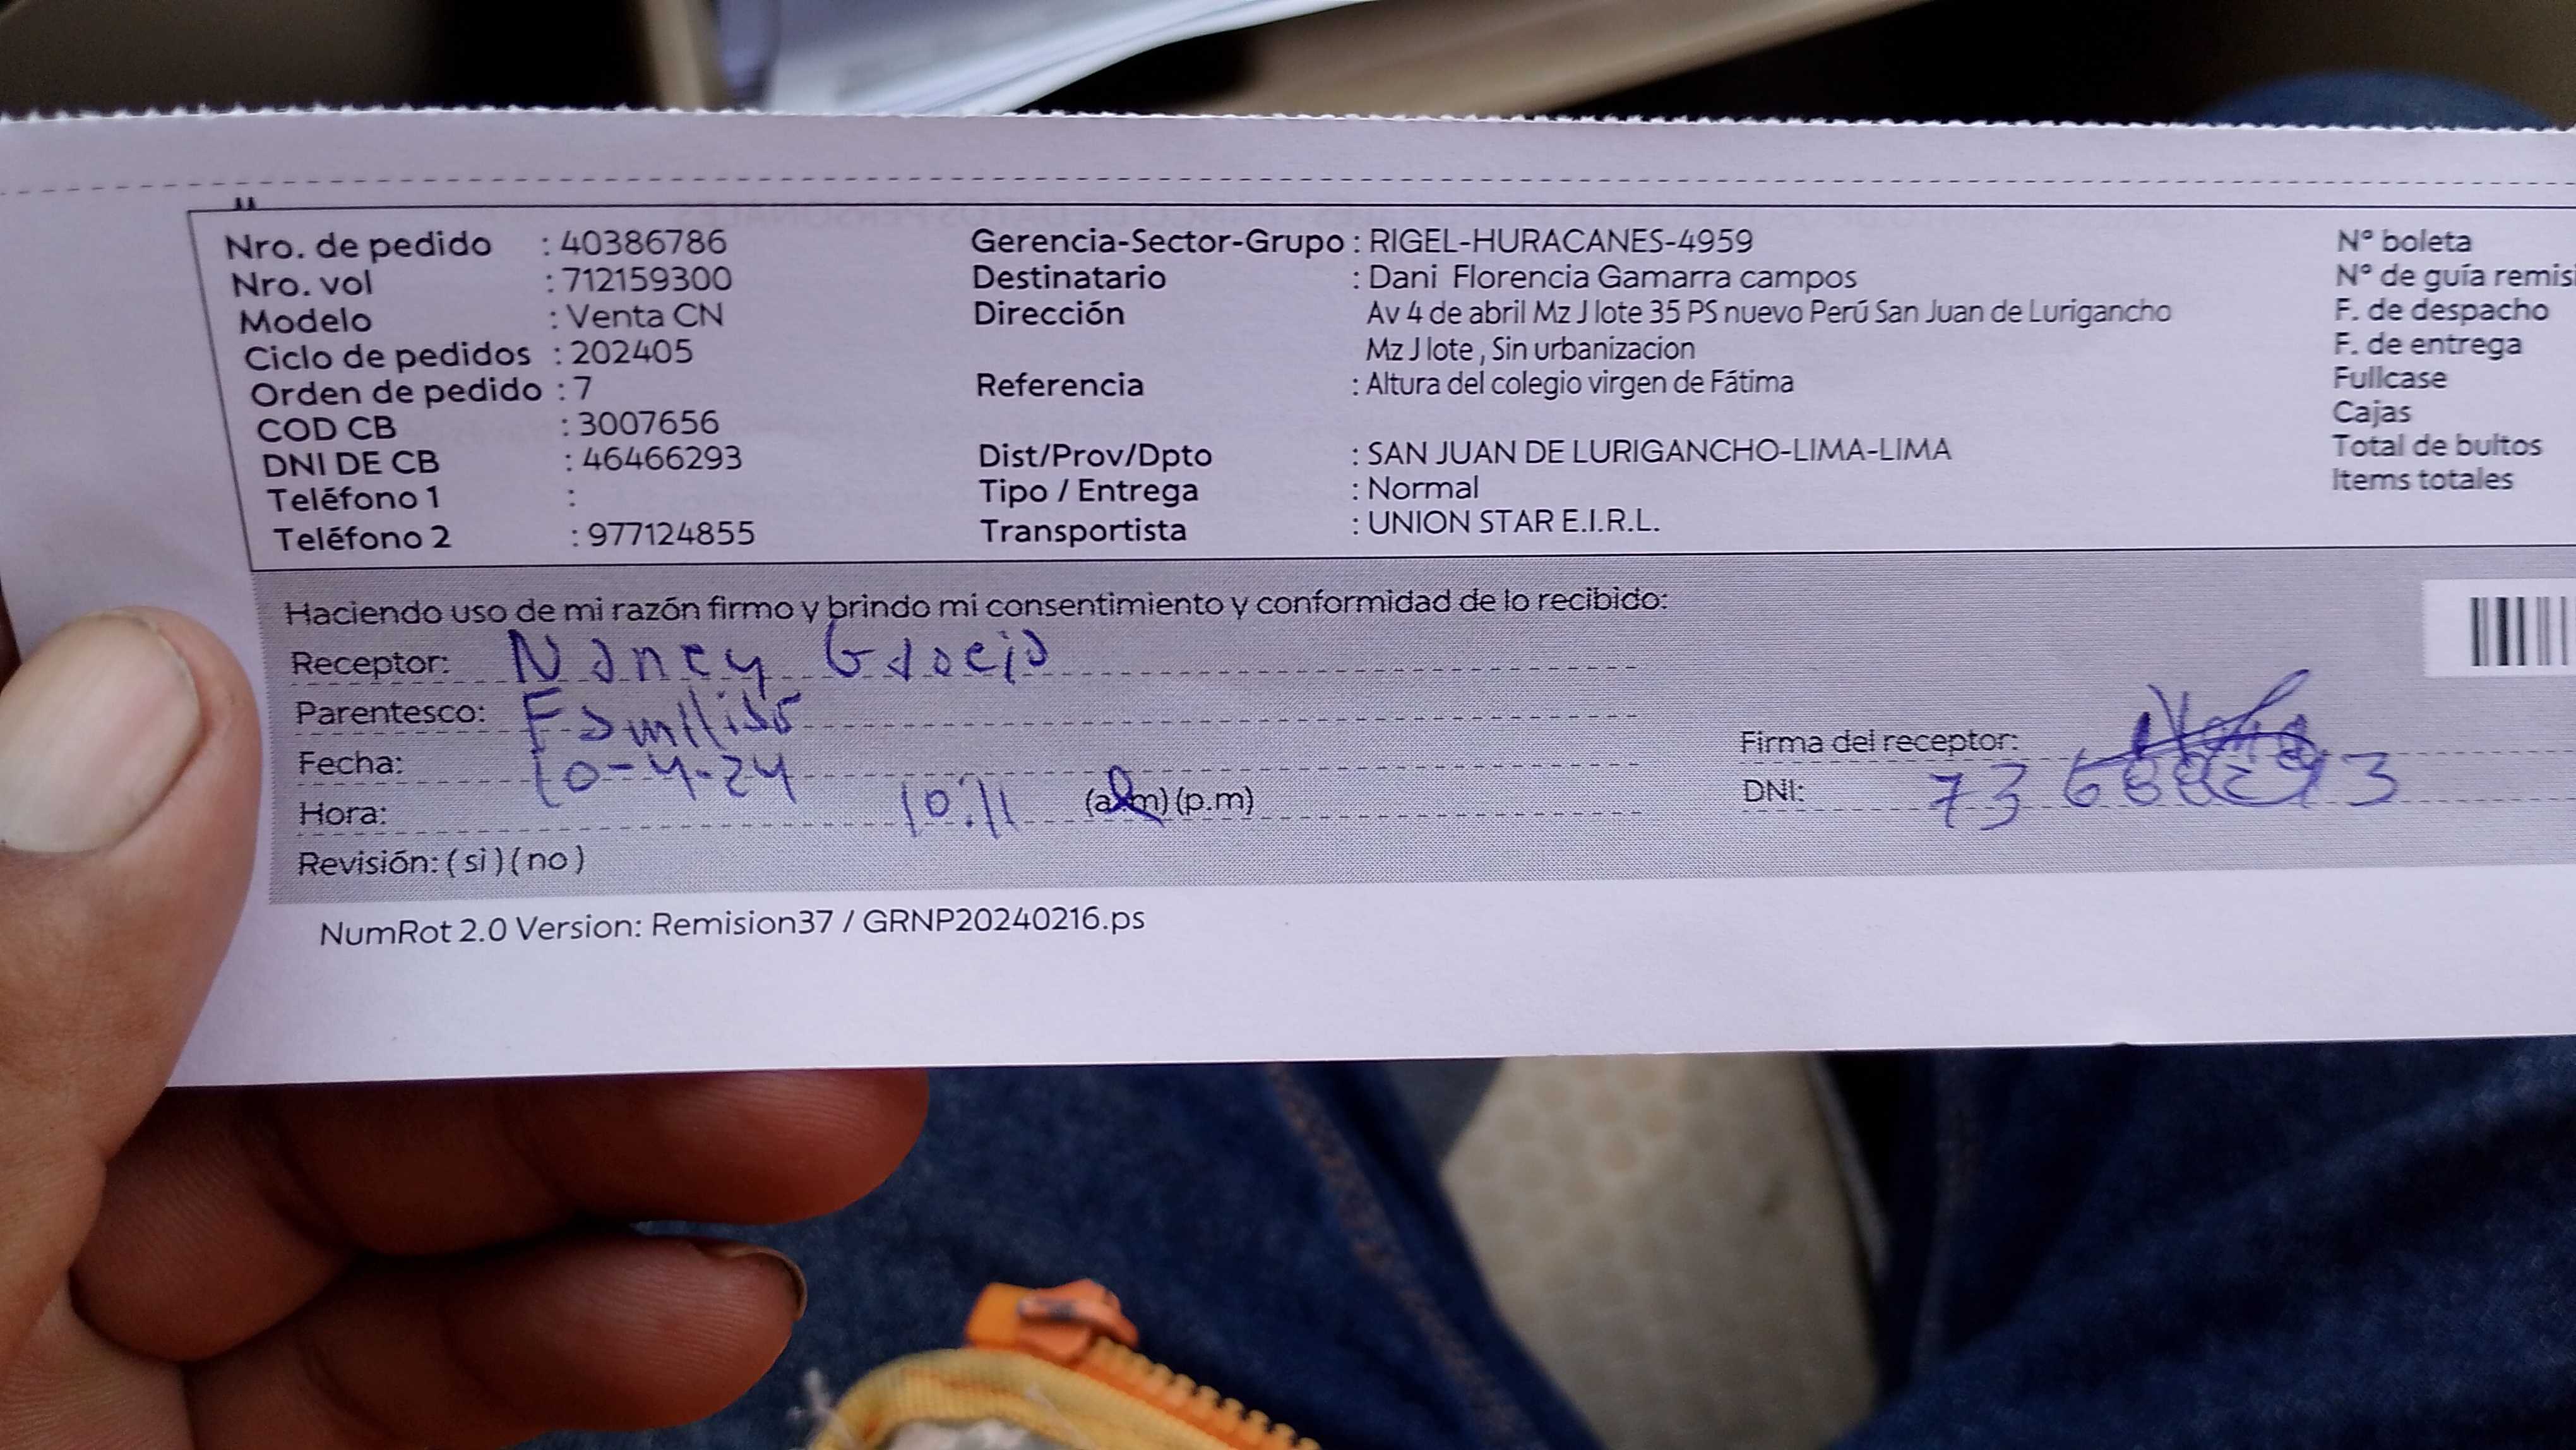 Nro. de pedido : 40386786
Nro. vol : 712159300
Modelo : Venta CN
Ciclo de pedidos : 202405
Orden de pedido : 7
COD CB : 3007656
DNI DE CB : 46466293
Teléfono 1 :
Teléfono 2 : 977124855
Gerencia-Sector-Grupo : RIGEL-HURACANES-4959
Destinatario : Dani Florencia Gamarra campos
Dirección Av 4 de abril Mz J lote 35 PS nuevo Perú San Juan de Lurigancho
Mz J lote , Sin urbanizacion
Referencia : Altura del colegio virgen de Fátima
Dist/Prov/Dpto : SAN JUAN DE LURIGANCHO-LIMA-LIMA
Tipo / Entrega : Normal
Transportista : UNION STAR E.I.R.L.
N° boleta
N° de guía remisi
F. de despacho
F. de entrega
Fullcase
Cajas
Total de bultos
Items totales
Haciendo uso de mi razón firmo y brindo mi consentimiento y conformidad de lo recibido:
Receptor: Nancy
Parentesco:
Fecha: 10-4-24
Hora: 10:11 (a.m) (p.m)
Revisión: (sì) (no)
Firma del receptor:
DNI:
NumRot 2.0 Version: Remision37 / GRNP20240216.ps